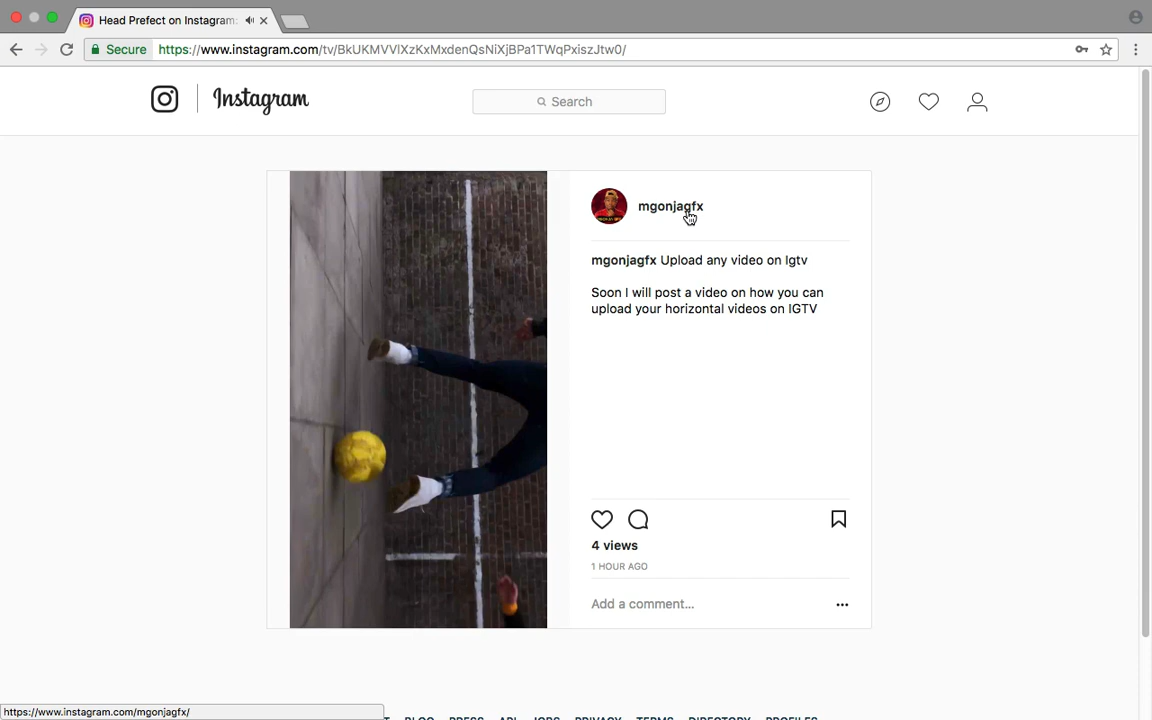 Head Prefect on Instagram:
Secure https://www.instagram.com/tv/BkUKMVVlXzKxMxdenQsNiXjBPa1TWqPxiszJtw0/
Instagram
Search
mgonjagfx
mgonjagfx Upload any video on Igtv
Soon I will post a video on how you can
upload your horizontal videos on IGTV
4 views
1 HOUR AGO
Add a comment...
https://www.instagram.com/mgonjagfx/
BLOG PRESS API JOBS PRIVACY TERMS DIRECTORY PROFILES